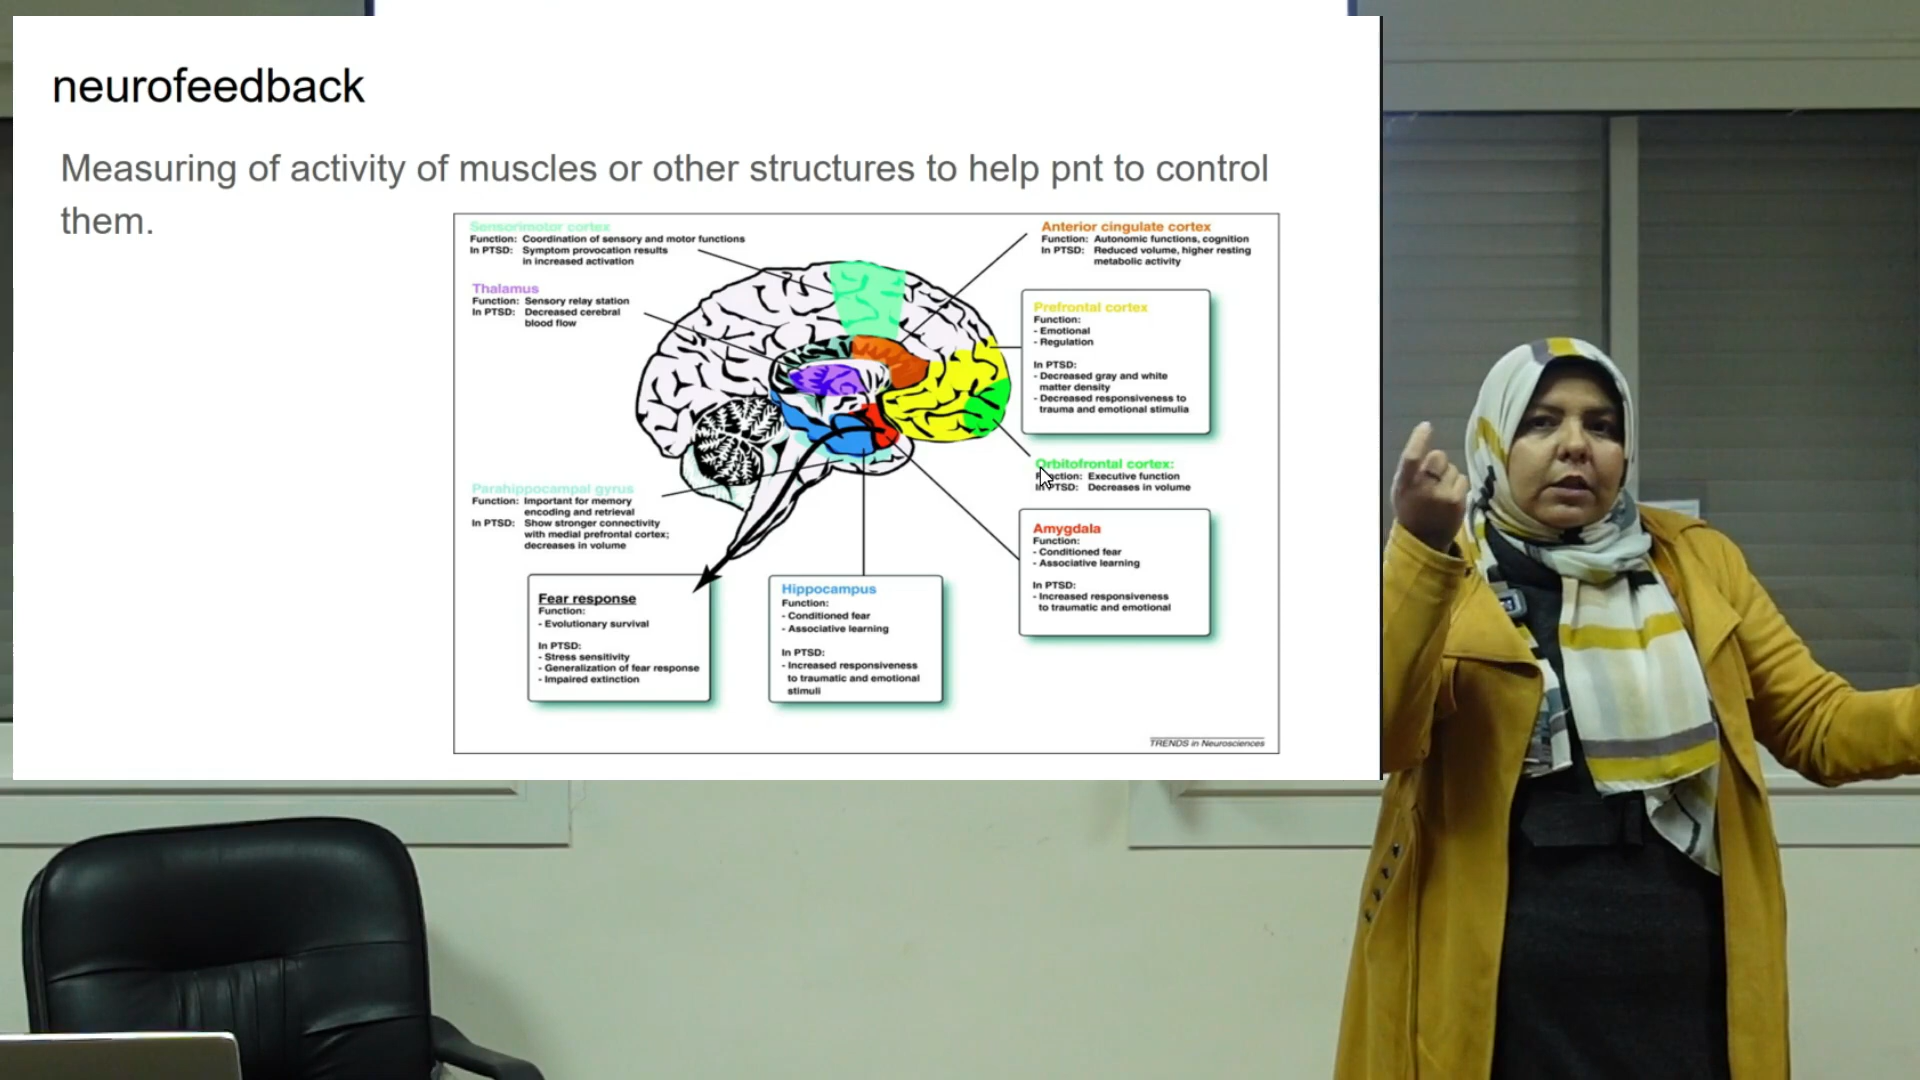 neurofeedback
Measuring of activity of muscles or other structures to help pnt to control
them.
Sensorimotor cortex
Function: Coordination of sensory and motor functions
In PTSD: Symptom provocation results
in increased activation
Thalamus
Function: Sensory relay station
In PTSD: Decreased cerebral
blood flow
Anterior cingulate cortex
Function: Autonomic functions, cognition
In PTSD: Reduced volume, higher resting
metabolic activity
Prefrontal cortex
Function:
- Emotional
- Regulation
In PTSD:
- Decreased gray and white
matter density
- Decreased responsiveness to
trauma and emotional stimulia
Orbitofrontal cortex:
Function: Executive function
In PTSD: Decreases in volume
Parahippocampal gyrus
Function: Important for memory
encoding and retrieval
In PTSD: Show stronger connectivity
with medial prefrontal cortex;
decreases in volume
Amygdala
Function:
- Conditioned fear
- Associative learning
In PTSD:
- Increased responsiveness
to traumatic and emotional
Fear response
Function:
- Evolutionary survival
In PTSD:
- Stress sensitivity
- Generalization of fear response
- Impaired extinction
Hippocampus
Function:
- Conditioned fear
- Associative learning
In PTSD:
- Increased responsiveness
to traumatic and emotional
stimuli
TRENDS in Neurosciences